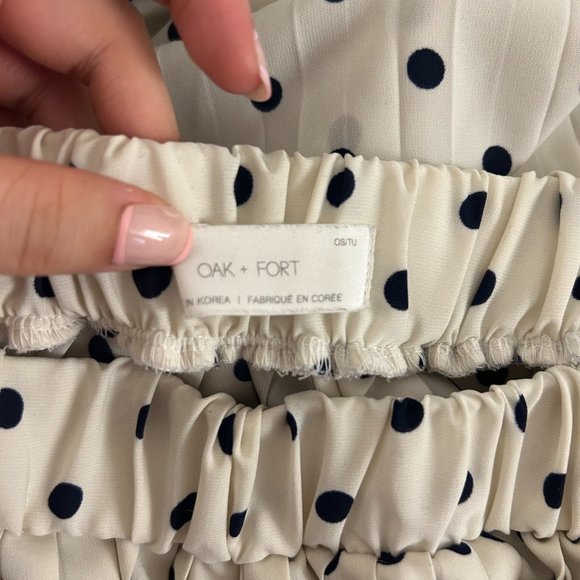 OS/TU
OAK + FORT
IN KOREA | FABRIQUÉ EN CORÉE